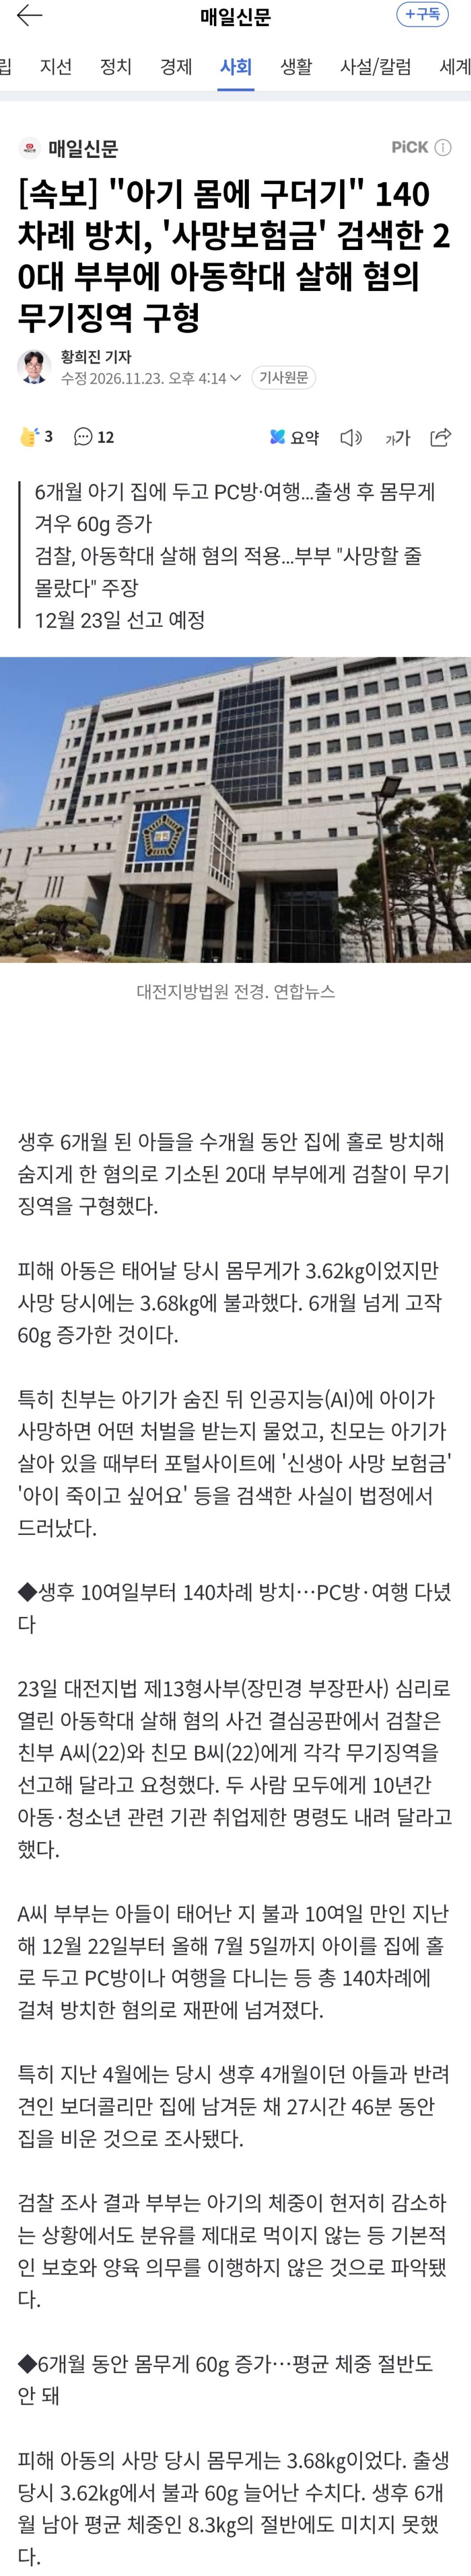 매일신문
+구독
립 지선 정치 경제 사회 생활 사설/칼럼 세계
매일신문
PiCK
[속보] "아기 몸에 구더기" 140
차례 방치, '사망보험금' 검색한 2
0대 부부에 아동학대 살해 혐의
무기징역 구형
황희진 기자
수정 2026.11.23. 오후 4:14
기사원문
3 12
요약
가가
6개월 아기 집에 두고 PC방·여행...출생 후 몸무게
겨우 60g 증가
검찰, 아동학대 살해 혐의 적용...부부 "사망할 줄
몰랐다" 주장
12월 23일 선고 예정
대전지방법원 전경. 연합뉴스
생후 6개월 된 아들을 수개월 동안 집에 홀로 방치해
숨지게 한 혐의로 기소된 20대 부부에게 검찰이 무기
징역을 구형했다.
피해 아동은 태어날 당시 몸무게가 3.62㎏이었지만
사망 당시에는 3.68㎏에 불과했다. 6개월 넘게 고작
60g 증가한 것이다.
특히 친부는 아기가 숨진 뒤 인공지능(AI)에 아이가
사망하면 어떤 처벌을 받는지 물었고, 친모는 아기가
살아 있을 때부터 포털사이트에 '신생아 사망 보험금'
'아이 죽이고 싶어요' 등을 검색한 사실이 법정에서
드러났다.
◆생후 10여일부터 140차례 방치…PC방·여행 다녔
다
23일 대전지법 제13형사부(장민경 부장판사) 심리로
열린 아동학대 살해 혐의 사건 결심공판에서 검찰은
친부 A씨(22)와 친모 B씨(22)에게 각각 무기징역을
선고해 달라고 요청했다. 두 사람 모두에게 10년간
아동·청소년 관련 기관 취업제한 명령도 내려 달라고
했다.
A씨 부부는 아들이 태어난 지 불과 10여일 만인 지난
해 12월 22일부터 올해 7월 5일까지 아이를 집에 홀
로 두고 PC방이나 여행을 다니는 등 총 140차례에
걸쳐 방치한 혐의로 재판에 넘겨졌다.
특히 지난 4월에는 당시 생후 4개월이던 아들과 반려
견인 보더콜리만 집에 남겨둔 채 27시간 46분 동안
집을 비운 것으로 조사됐다.
검찰 조사 결과 부부는 아기의 체중이 현저히 감소하
는 상황에서도 분유를 제대로 먹이지 않는 등 기본적
인 보호와 양육 의무를 이행하지 않은 것으로 파악됐
다.
◆6개월 동안 몸무게 60g 증가…평균 체중 절반도
안 돼
피해 아동의 사망 당시 몸무게는 3.68㎏이었다. 출생
당시 3.62㎏에서 불과 60g 늘어난 수치다. 생후 6개
월 남아 평균 체중인 8.3㎏의 절반에도 미치지 못했
다.